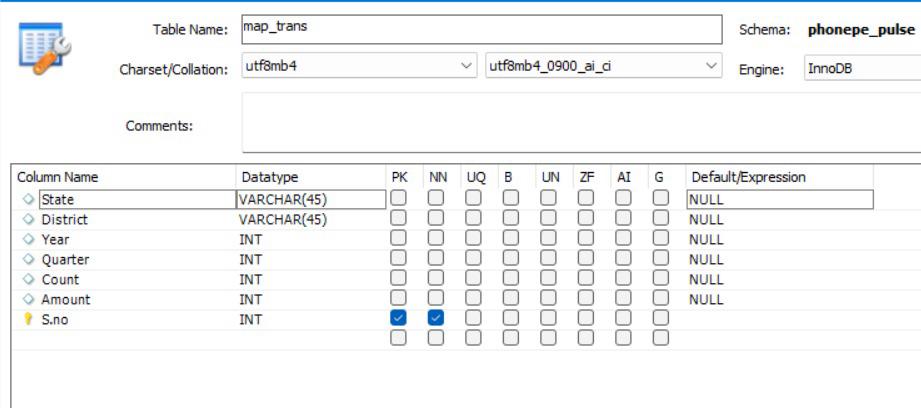 Table Name: map_trans Schema: phonepe_pulse
Charset/Collation: utf8mb4 utf8mb4_0900_ai_ci Engine: InnoDB
Comments:
Column Name Datatype PK NN UQ B UN ZF AI G Default/Expression
State VARCHAR(45) NULL
District VARCHAR(45) NULL
Year INT NULL
Quarter INT NULL
Count INT NULL
Amount INT NULL
S.no INT